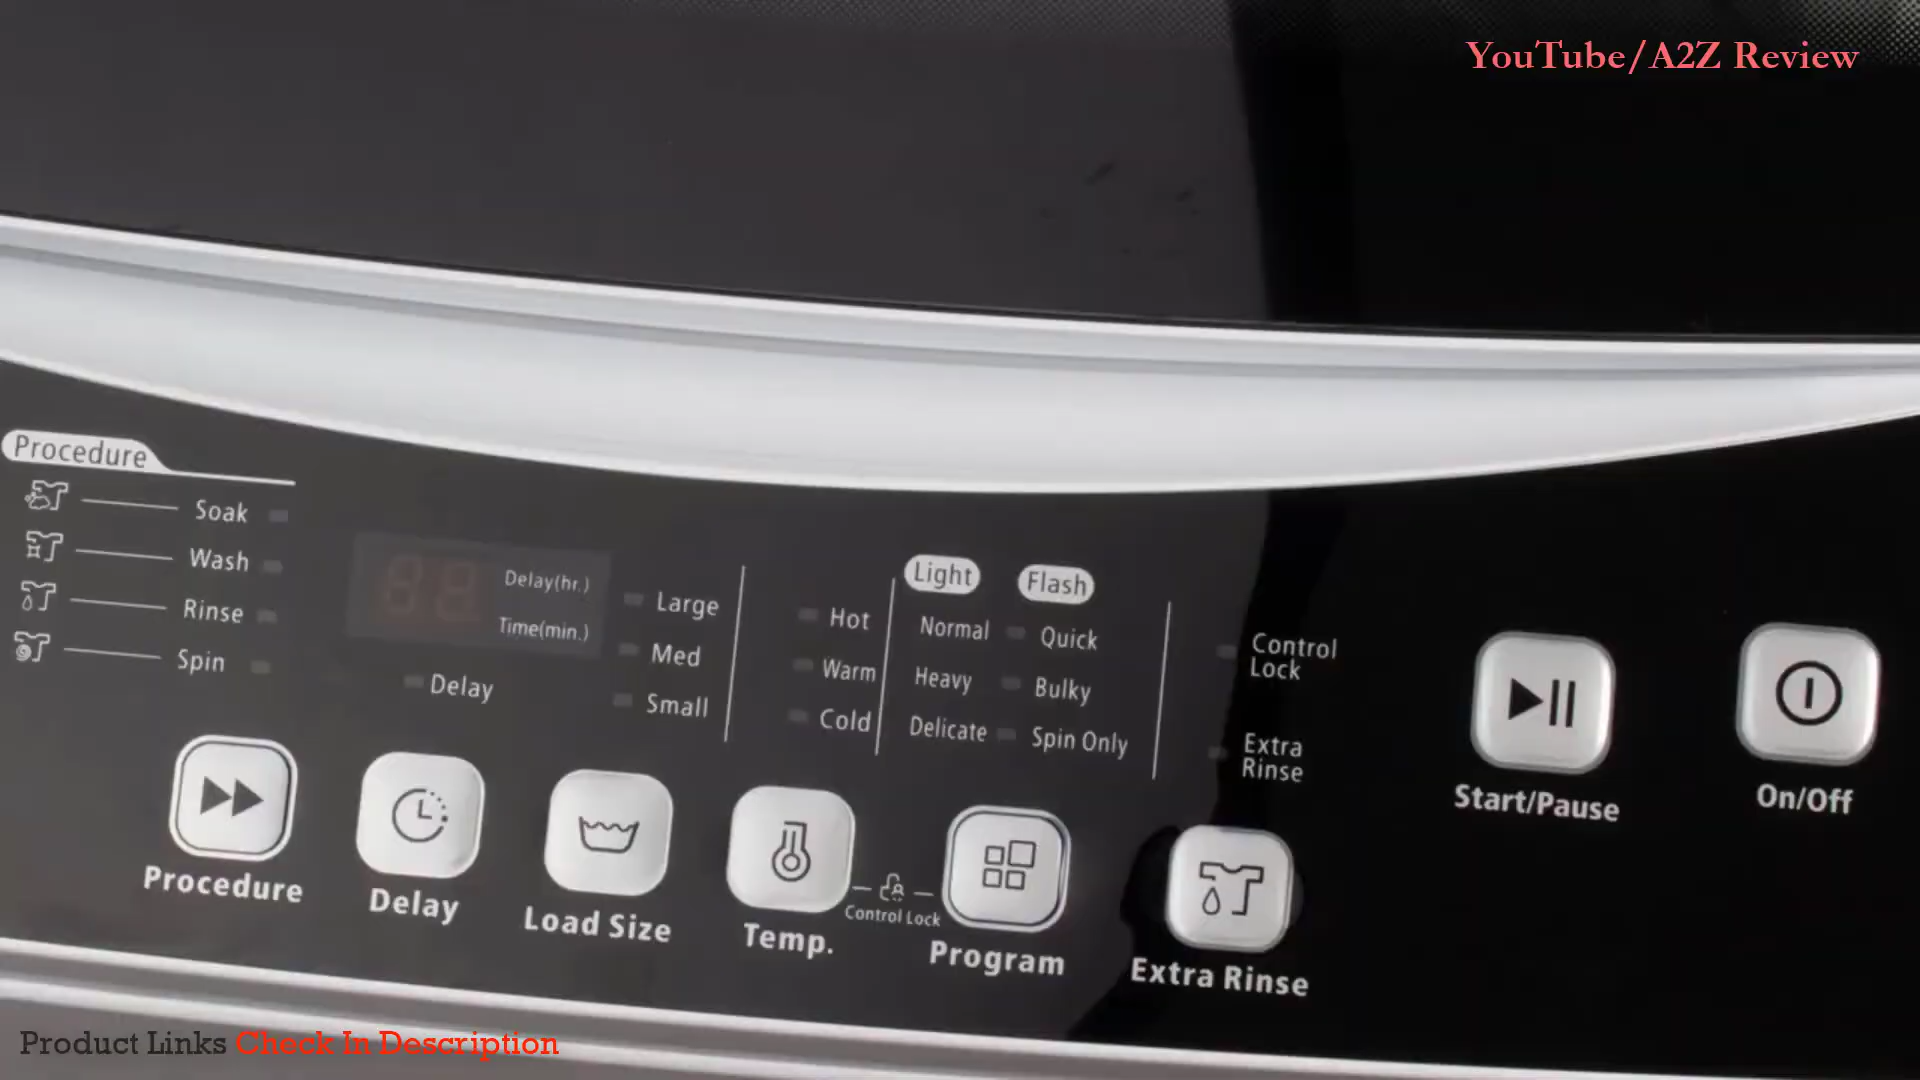 YouTube/A2Z Review
Procedure
Soak
Wash
Rinse
Spin
Delay(hr.)
Time(min.)
Delay
Large
Med
Small
Hot
Warm
Cold
Light
Flash
Normal
Quick
Heavy
Bulky
Delicate
Spin Only
Control
Lock
Extra
Rinse
Procedure
Delay
Load Size
Temp.
Control Lock
Program
Extra Rinse
Start/Pause
On/Off
Product Links Check In Description